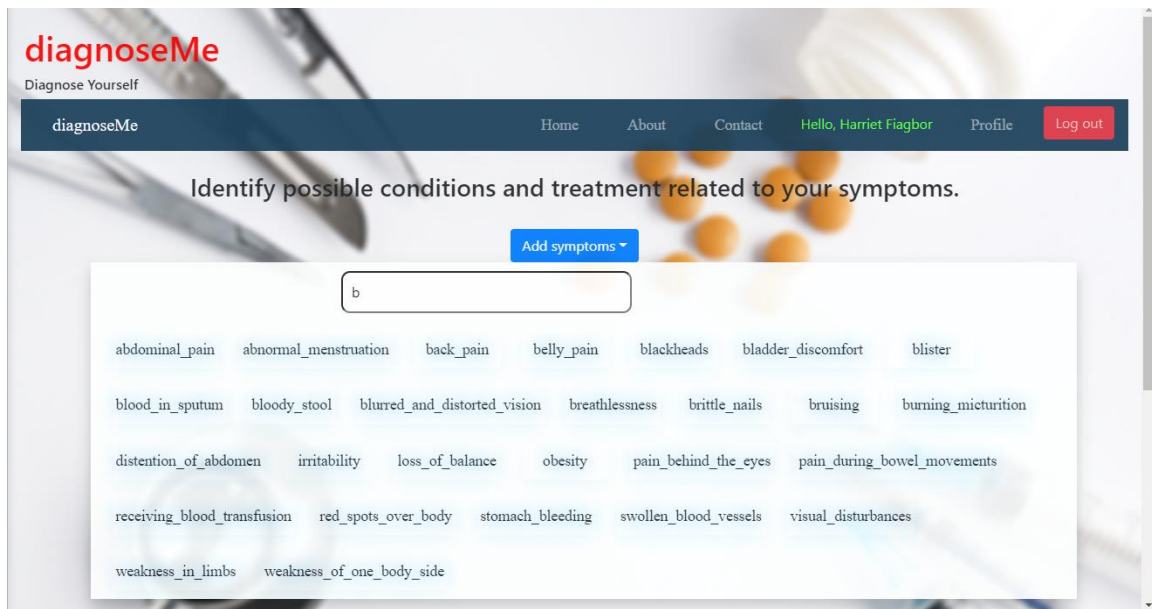 diagnoseMe
Diagnose Yourself
diagnoseMe Home About Contact Hello, Harriet Fiagbor Profile Log out
Identify possible conditions and treatment related to your symptoms.
Add symptoms
b
abdominal_pain abnormal_menstruation back_pain belly_pain blackheads bladder_discomfort blister
blood_in_sputum bloody_stool blurred_and_distorted_vision breathlessness brittle_nails bruising burning_micturition
distention_of_abdomen irritability loss_of_balance obesity pain_behind_the_eyes pain_during_bowel_movements
receiving_blood_transfusion red_spots_over_body stomach_bleeding swollen_blood_vessels visual_disturbances
weakness_in_limbs weakness_of_one_body_side